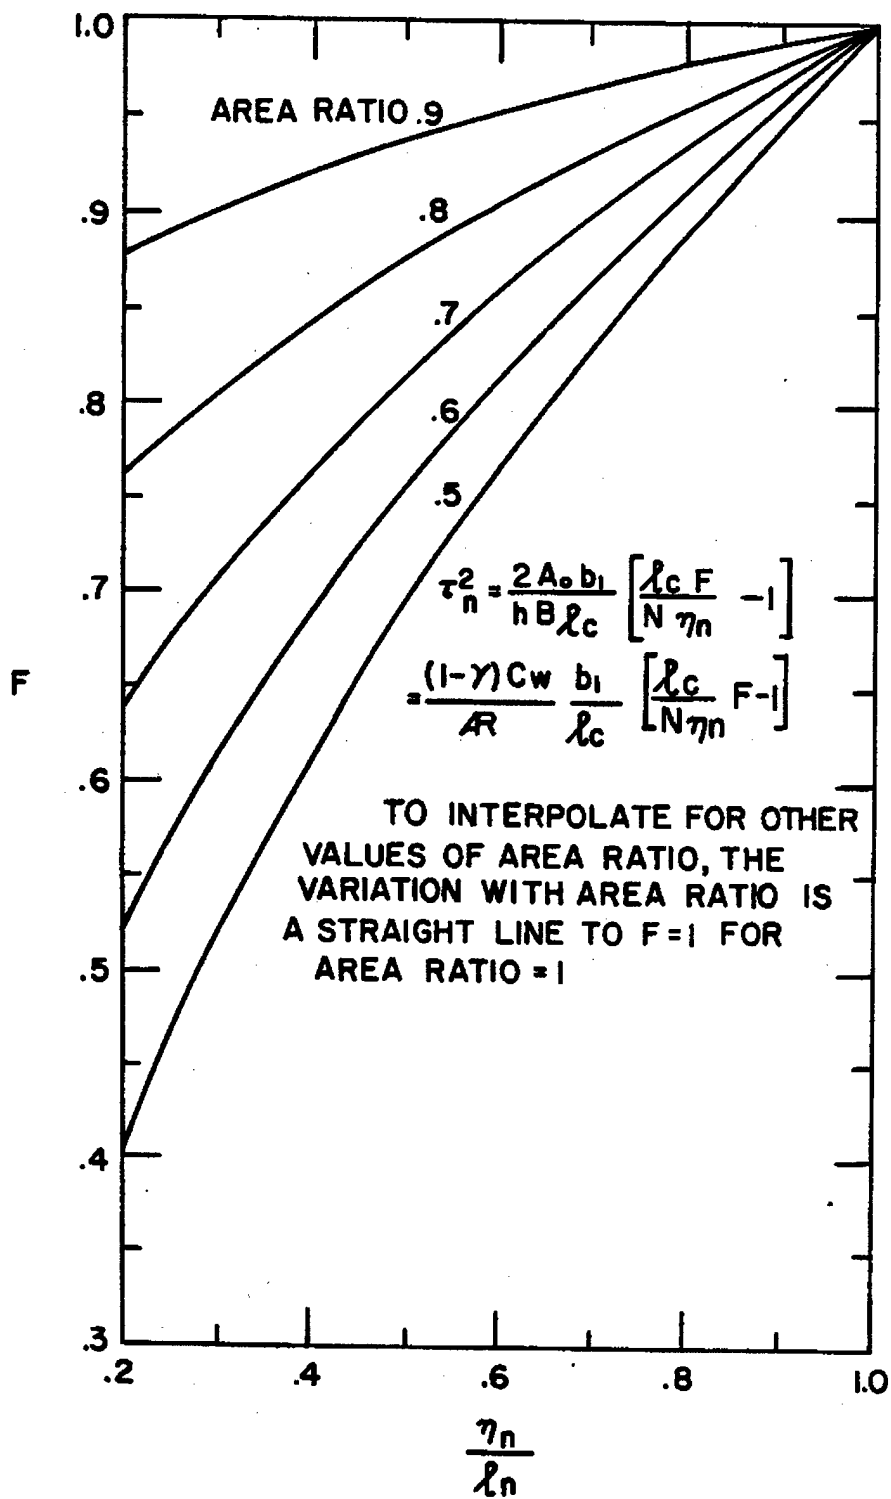 1.0
AREA RATIO .9
.9
.8
.7
.8
.6
.5
.7
τn² = 2A₀b₁/hBℓc [ℓc F/N ηn − 1]
F
= (1-γ)Cw/AR b₁/ℓc [ℓc/Nηn F-1]
.6
TO INTERPOLATE FOR OTHER
VALUES OF AREA RATIO, THE
VARIATION WITH AREA RATIO IS
A STRAIGHT LINE TO F=1 FOR
AREA RATIO = 1
.5
.4
.3
.2 .4 .6 .8 1.0
ηn/ℓn